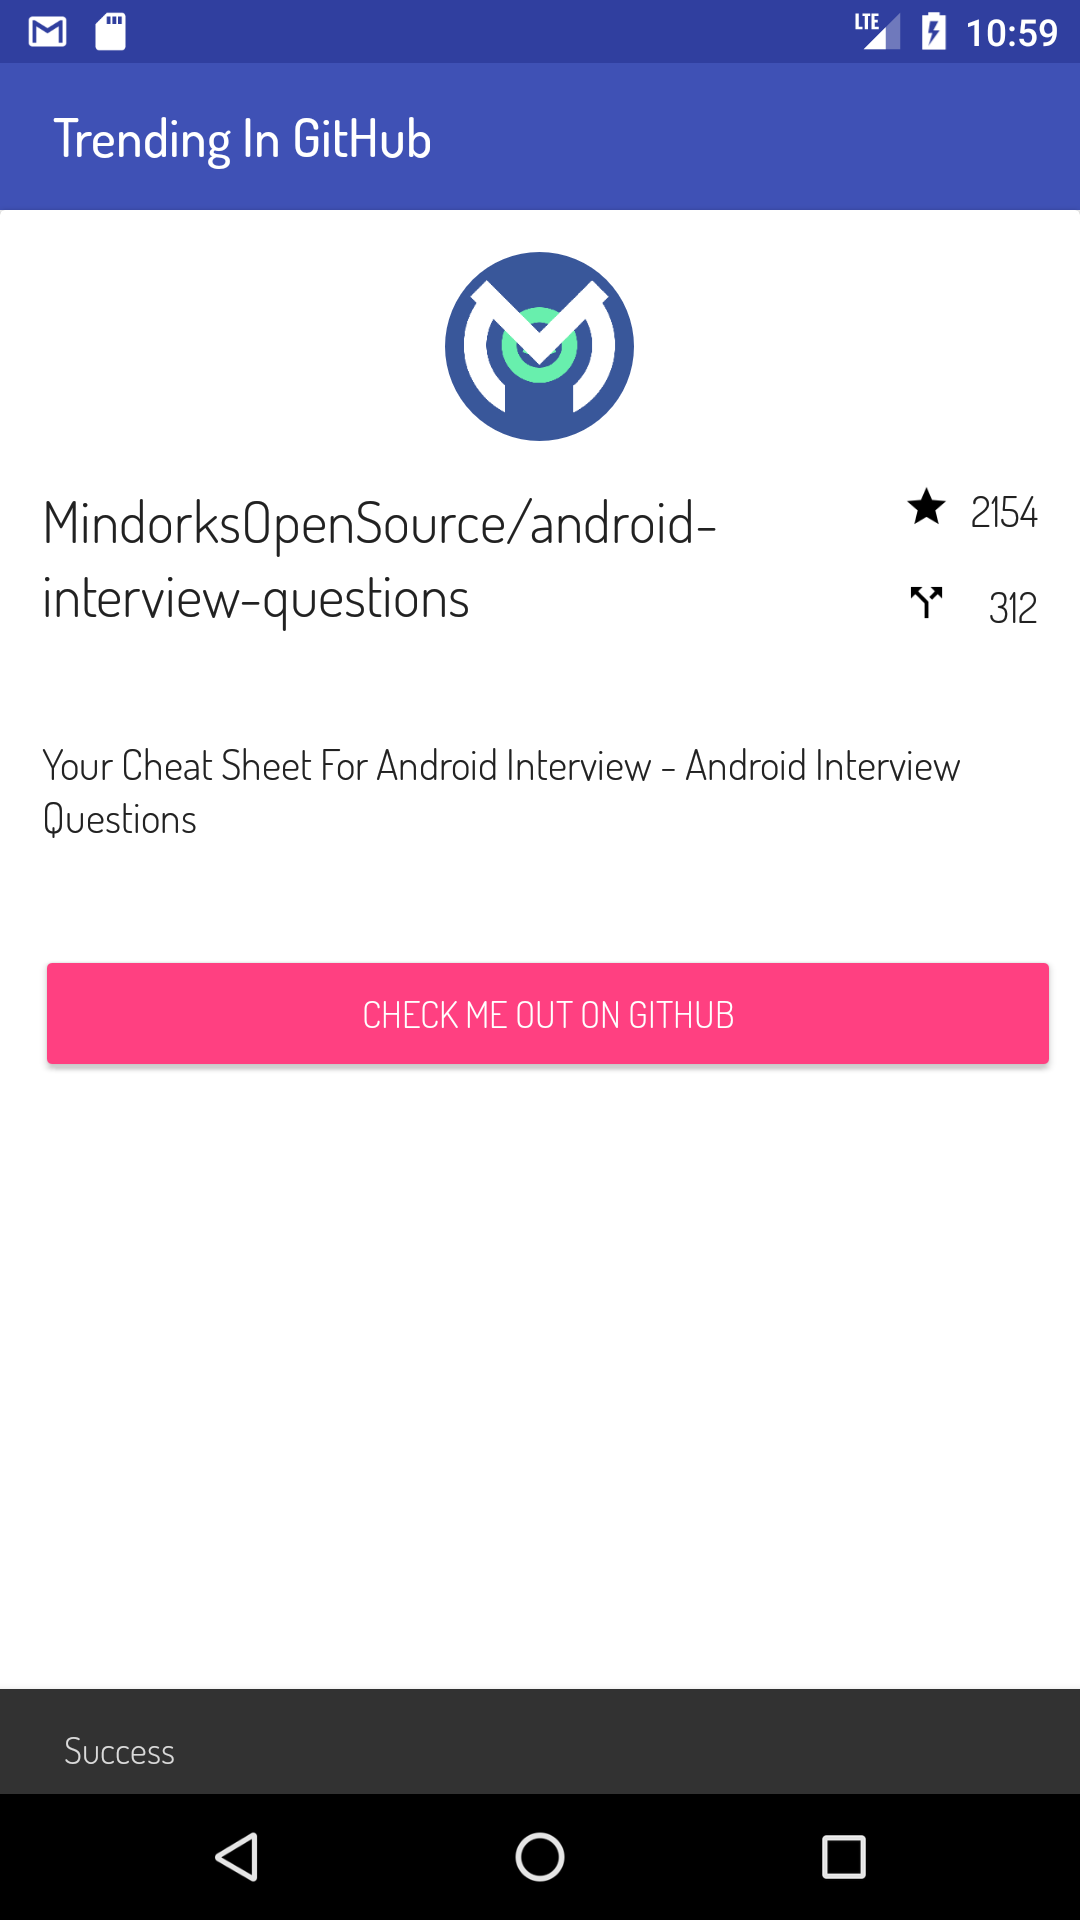 LTE 10:59
Trending In GitHub
MindorksOpenSource/android-
interview-questions
2154
312
Your Cheat Sheet For Android Interview - Android Interview
Questions
CHECK ME OUT ON GITHUB
Success